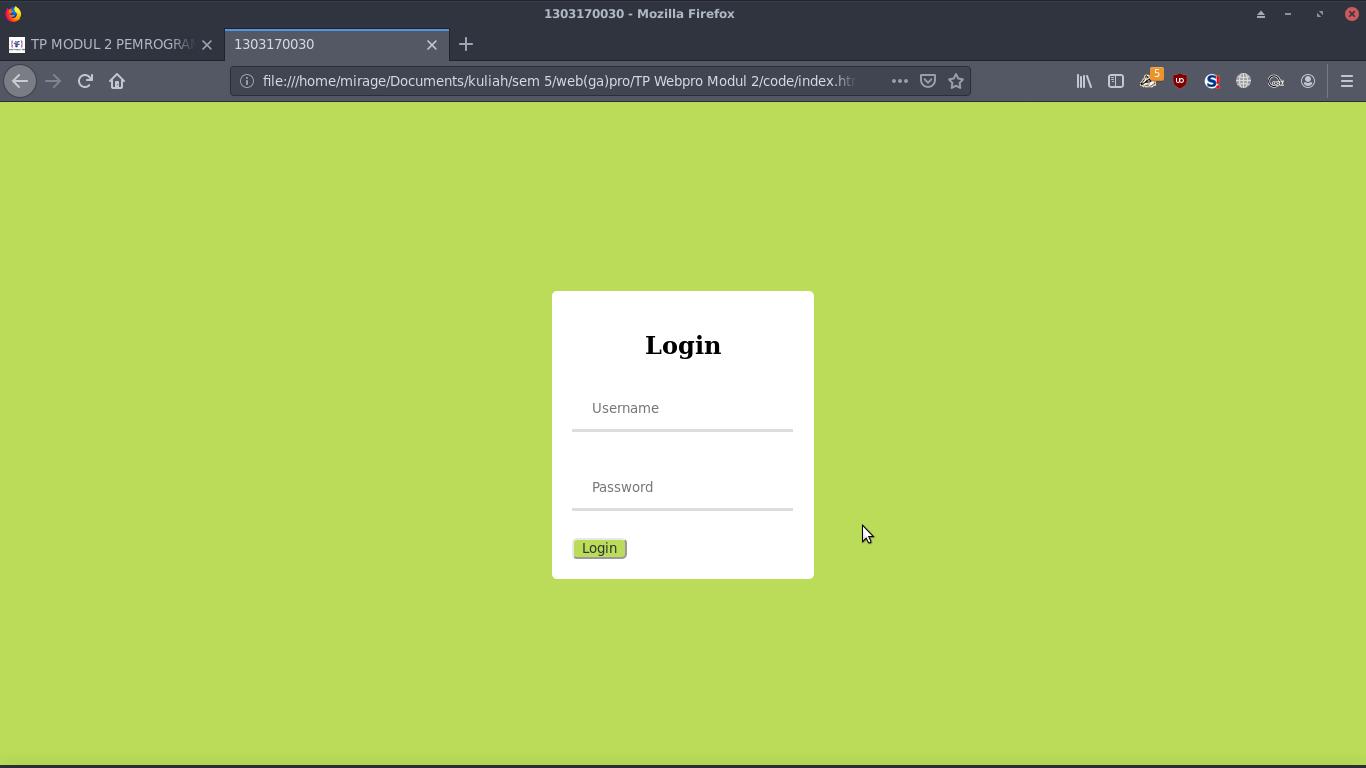 1303170030 - Mozilla Firefox
TP MODUL 2 PEMROGRA
1303170030
file:///home/mirage/Documents/kuliah/sem 5/web(ga)pro/TP Webpro Modul 2/code/index.ht
5
Login
Username
Password
Login